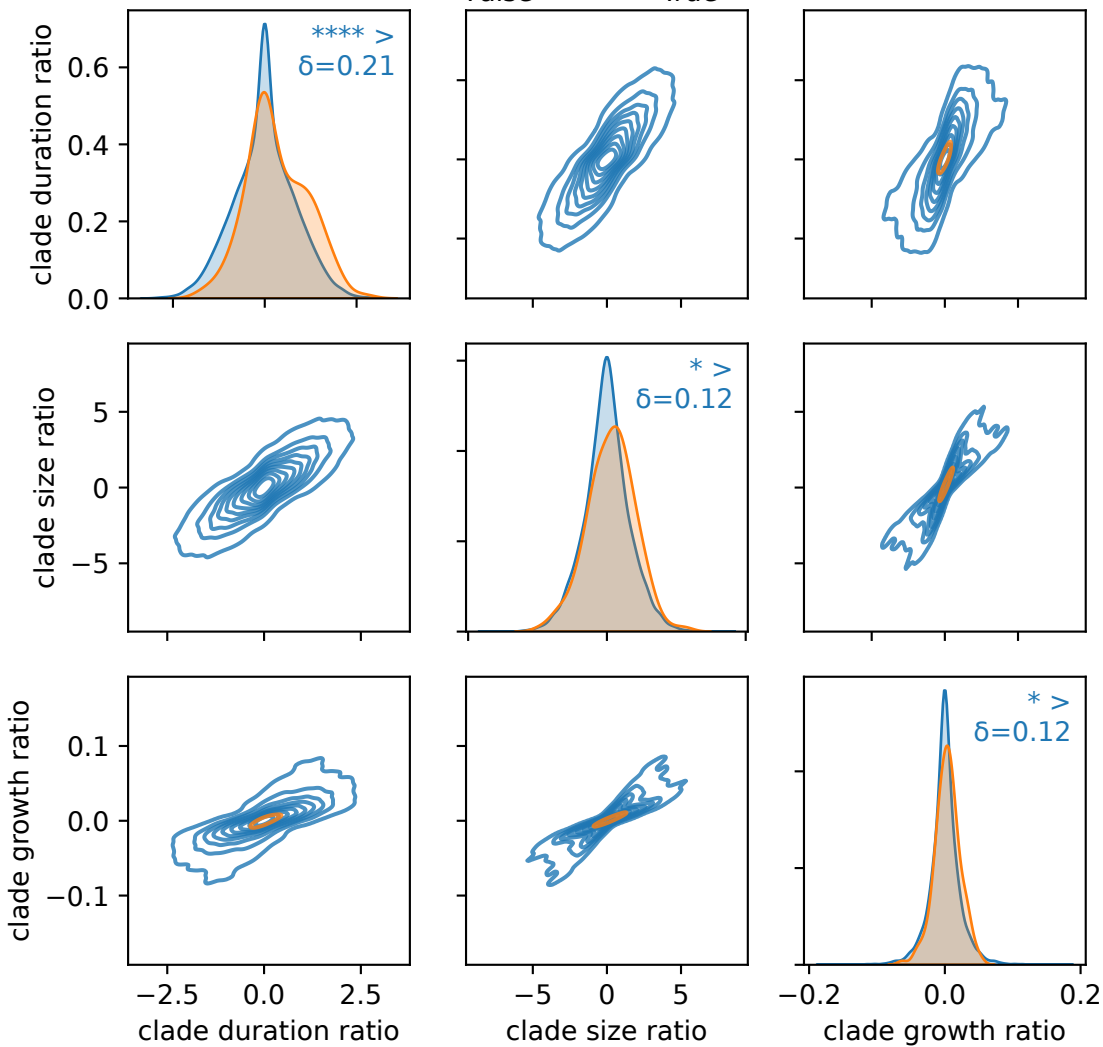 **** >
δ=0.21
clade duration ratio
0.6
0.4
0.2
0.0
* >
δ=0.12
clade size ratio
5
0
−5
* >
δ=0.12
clade growth ratio
0.1
0.0
−0.1
−2.5 0.0 2.5
clade duration ratio
−5 0 5
clade size ratio
−0.2 0.0 0.2
clade growth ratio